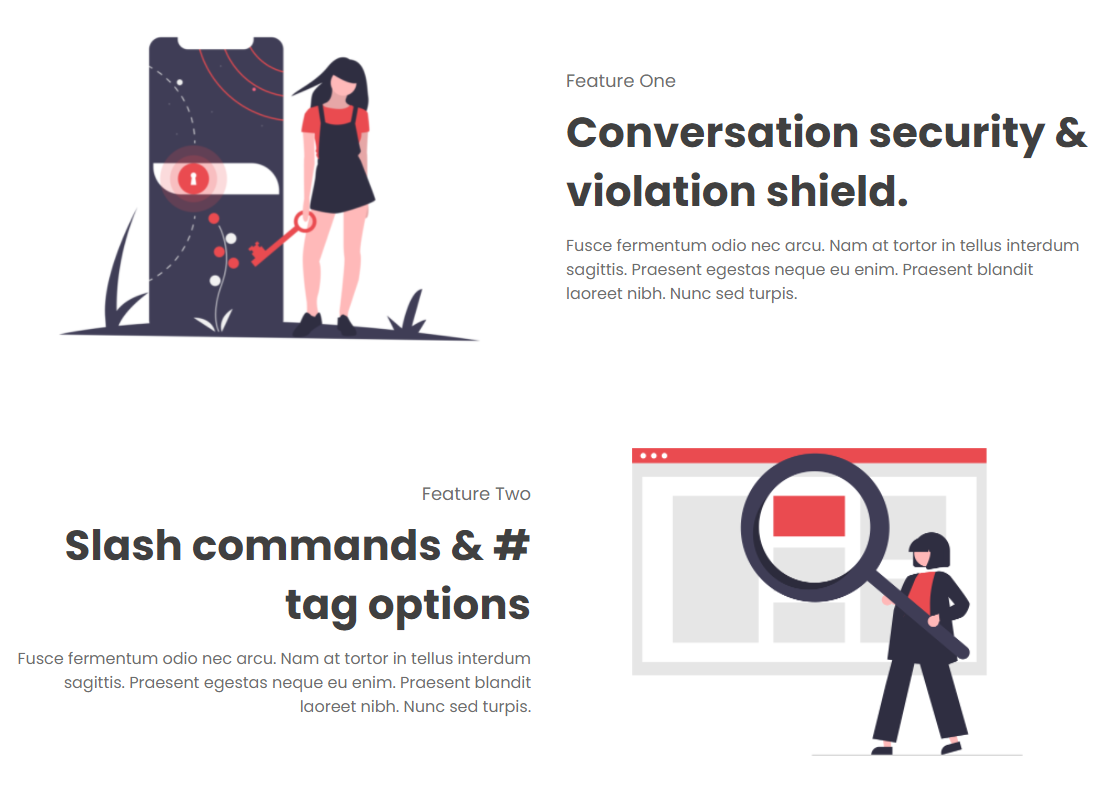 Feature One
Conversation security &
violation shield.
Fusce fermentum odio nec arcu. Nam at tortor in tellus interdum
sagittis. Praesent egestas neque eu enim. Praesent blandit
laoreet nibh. Nunc sed turpis.
Feature Two
Slash commands & #
tag options
Fusce fermentum odio nec arcu. Nam at tortor in tellus interdum
sagittis. Praesent egestas neque eu enim. Praesent blandit
laoreet nibh. Nunc sed turpis.